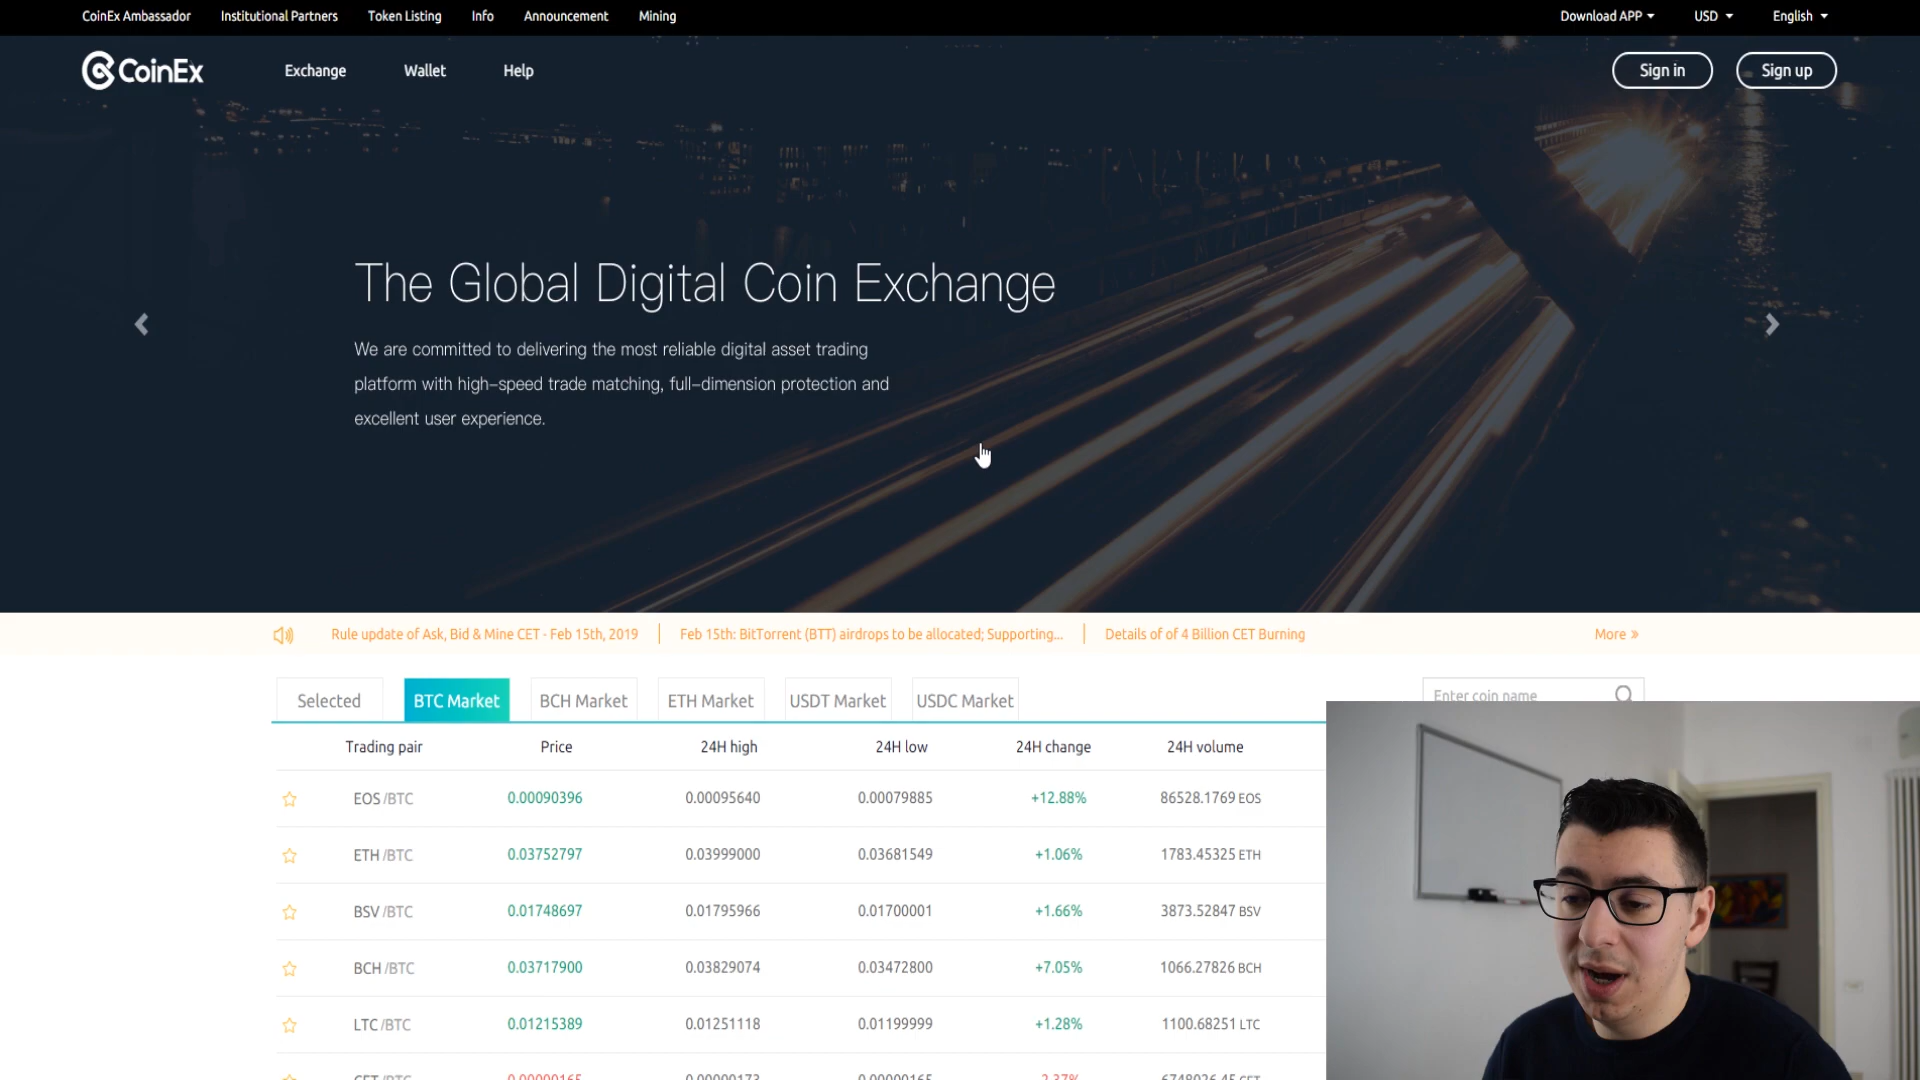 CoinEx Ambassador Institutional Partners Token Listing Info Announcement Mining Download APP USD English
CoinEx Exchange Wallet Help Sign in Sign up
The Global Digital Coin Exchange
We are committed to delivering the most reliable digital asset trading
platform with high-speed trade matching, full-dimension protection and
excellent user experience.
Rule update of Ask, Bid & Mine CET - Feb 15th, 2019 Feb 15th: BitTorrent (BTT) airdrops to be allocated; Supporting... Details of of 4 Billion CET Burning More »
Selected BTC Market BCH Market ETH Market USDT Market USDC Market Enter coin name
Trading pair Price 24H high 24H low 24H change 24H volume
EOS /BTC 0.00090396 0.00095640 0.00079885 +12.88% 86528.1769 EOS
ETH /BTC 0.03752797 0.03999000 0.03681549 +1.06% 1783.45325 ETH
BSV /BTC 0.01748697 0.01795966 0.01700001 +1.66% 3873.52847 BSV
BCH /BTC 0.03717900 0.03829074 0.03472800 +7.05% 1066.27826 BCH
LTC /BTC 0.01215389 0.01251118 0.01199999 +1.28% 1100.68251 LTC